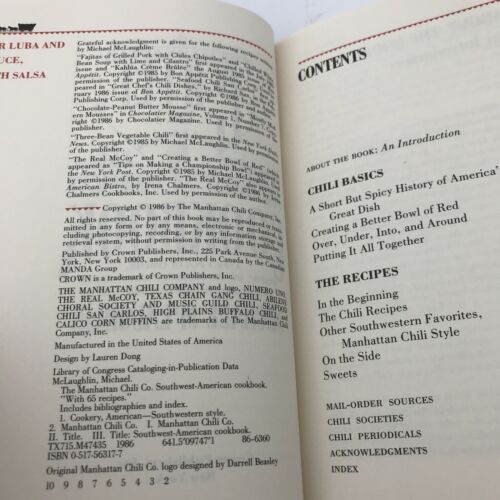 R LUBA AND
UCE,
H SALSA
Grateful acknowledgment is given for the following recipes
by Michael McLaughlin:
"Fajitas of Grilled Pork with Chiles Chipotles"
Bean Soup with Lime and Cilantro" first appeared in the
issue and "Kahlúa Crème Brûlée" the August 1985
Appétit. Copyright ©1985 by Bon Appétit Publishing Corp.
permission of the publisher. "Seafood Chili San Carlos"
peared in "Great Chef's Chili Dishes," by Richard
ruary 1986 issue of Bon Appétit. Copyright ©
Publishing Corp. Used by permission of the publisher.
"Chocolate-Peanut Butter Mousse" first appeared in
ern Mousses" in Chocolatier Magazine, Volume 1,
right ©1986 by Chocolatier Magazine. Used by permission
publisher.
"Three-Bean Vegetable Chili" first appeared in the New York
News. Copyright ©1985 by Michael McLaughlin. Used by
of the publisher.
"The Real McCoy" and "Creating a Better Bowl of Red"
appeared as "Tips on Making a Championship Bowl")
the New York Post. Copyright ©1985 by Michael McLaughlin.
by permission of the publisher. "The Real McCoy" also
American Bistro, by Irena Chalmers. Copyright ©1986
Chalmers Cookbooks, Inc. Used by permission of the publisher.
Copyright © 1986 by The Manhattan Chili Company, Inc.
All rights reserved. No part of this book may be reproduced or trans-
mitted in any form or by any means, electronic or mechanical,
cluding photocopying, recording, or by any information storage and
retrieval system, without permission in writing from the publisher.
Published by Crown Publishers, Inc., 225 Park Avenue South, New
York, New York 10003, and represented in Canada by the Canadian
MANDA Group
CROWN is a trademark of Crown Publishers, Inc.
THE MANHATTAN CHILI COMPANY and logo, NUMERO UNO,
THE REAL McCOY, TEXAS CHAIN GANG CHILI, ABILENE
CHORAL SOCIETY AND MUSIC GUILD CHILI, SEAFOOD
CHILI SAN CARLOS, HIGH PLAINS BUFFALO CHILI, and
CALICO CORN MUFFINS are trademarks of The Manhattan Chili
Company, Inc.
Manufactured in the United States of America
Design by Lauren Dong
Library of Congress Cataloging-in-Publication Data
McLaughlin, Michael.
The Manhattan Chili Co. Southwest-American cookbook.
"With 65 recipes."
Includes bibliographies and index.
1. Cookery, American—Southwestern style.
2. Manhattan Chili Co. I. Manhattan Chili Co.
II. Title. III. Title: Southwest-American cookbook.
TX715.M47435 1986 641.5'09747'1 86-6360
ISBN 0-517-56317-7
Original Manhattan Chili Co. logo designed by Darrell Beasley
10 9 8 7 6 5 4 3 2
CONTENTS
ABOUT THE BOOK: An Introduction
CHILI BASICS
A Short But Spicy History of America'
Great Dish
Creating a Better Bowl of Red
Over, Under, Into, and Around
Putting It All Together
THE RECIPES
In the Beginning
The Chili Recipes
Other Southwestern Favorites,
Manhattan Chili Style
On the Side
Sweets
MAIL-ORDER SOURCES
CHILI SOCIETIES
CHILI PERIODICALS
ACKNOWLEDGMENTS
INDEX